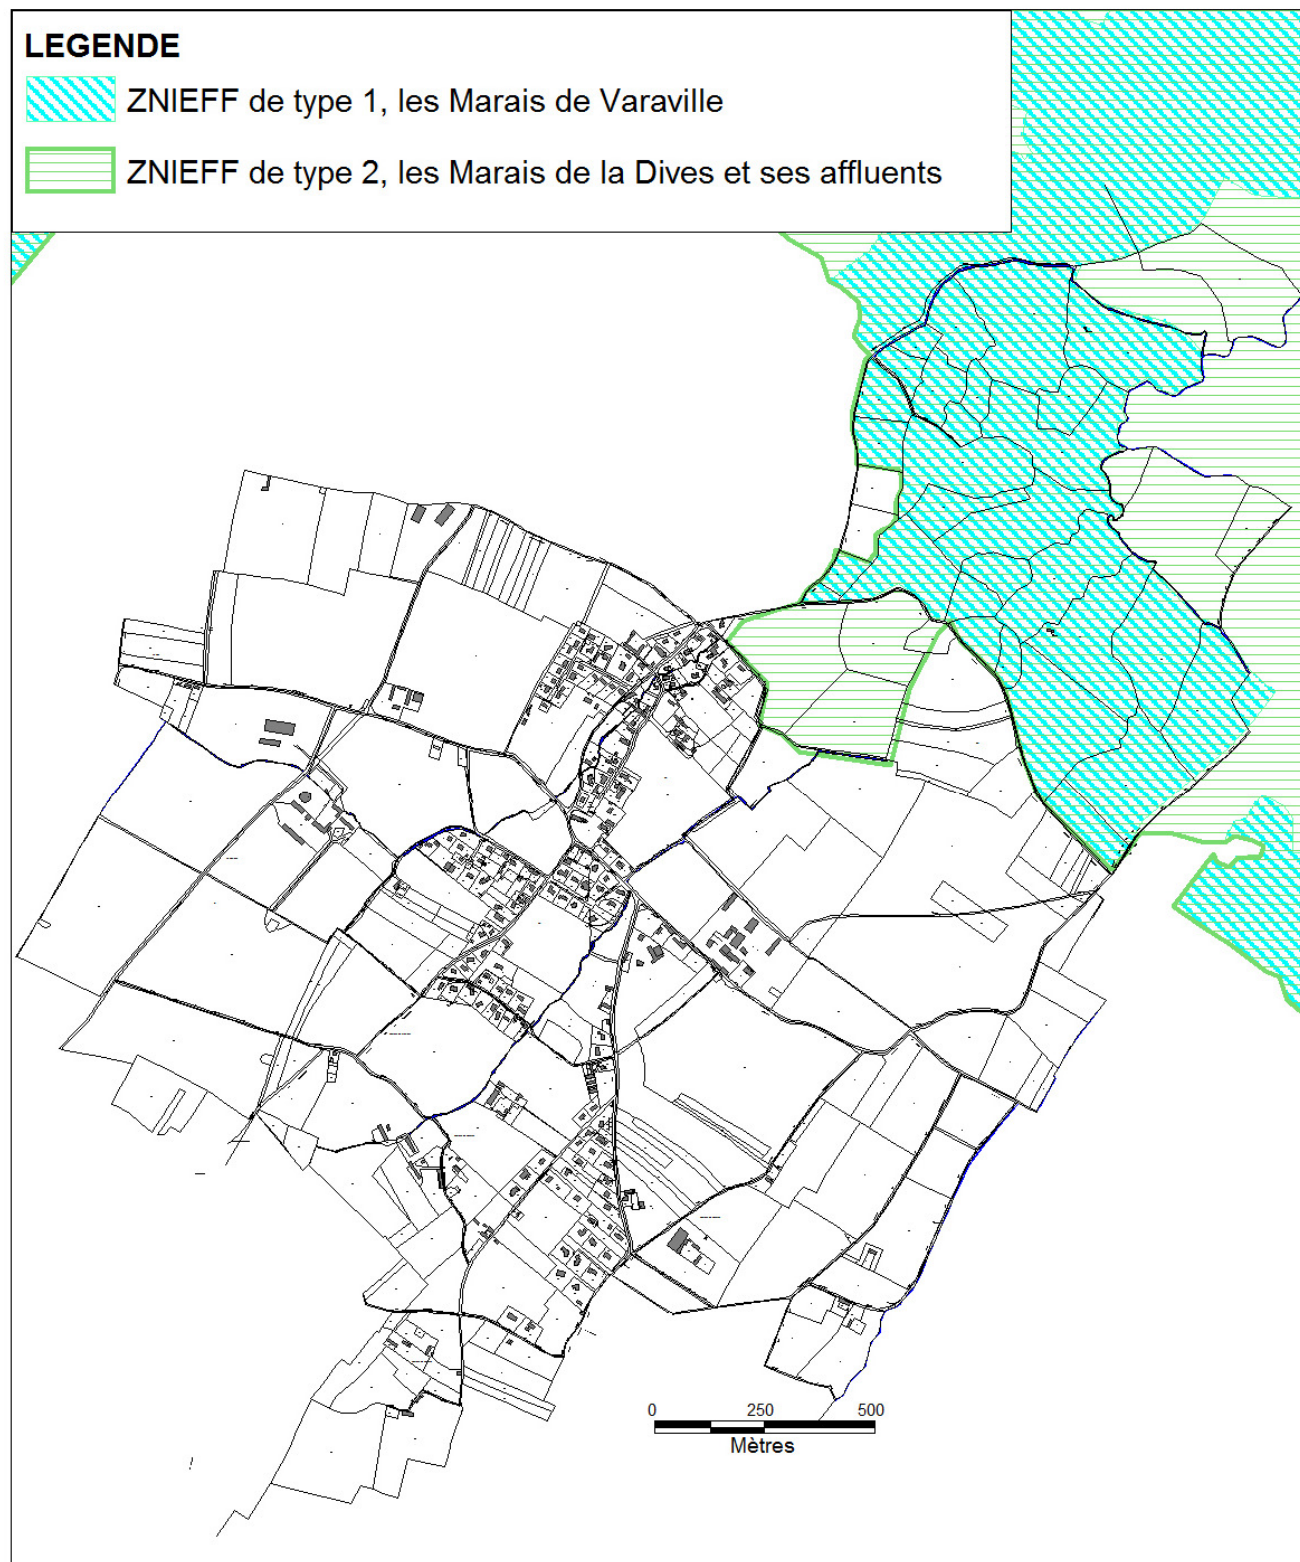 LEGENDE
ZNIEFF de type 1, les Marais de Varaville
ZNIEFF de type 2, les Marais de la Dives et ses affluents
0 250 500
Mètres